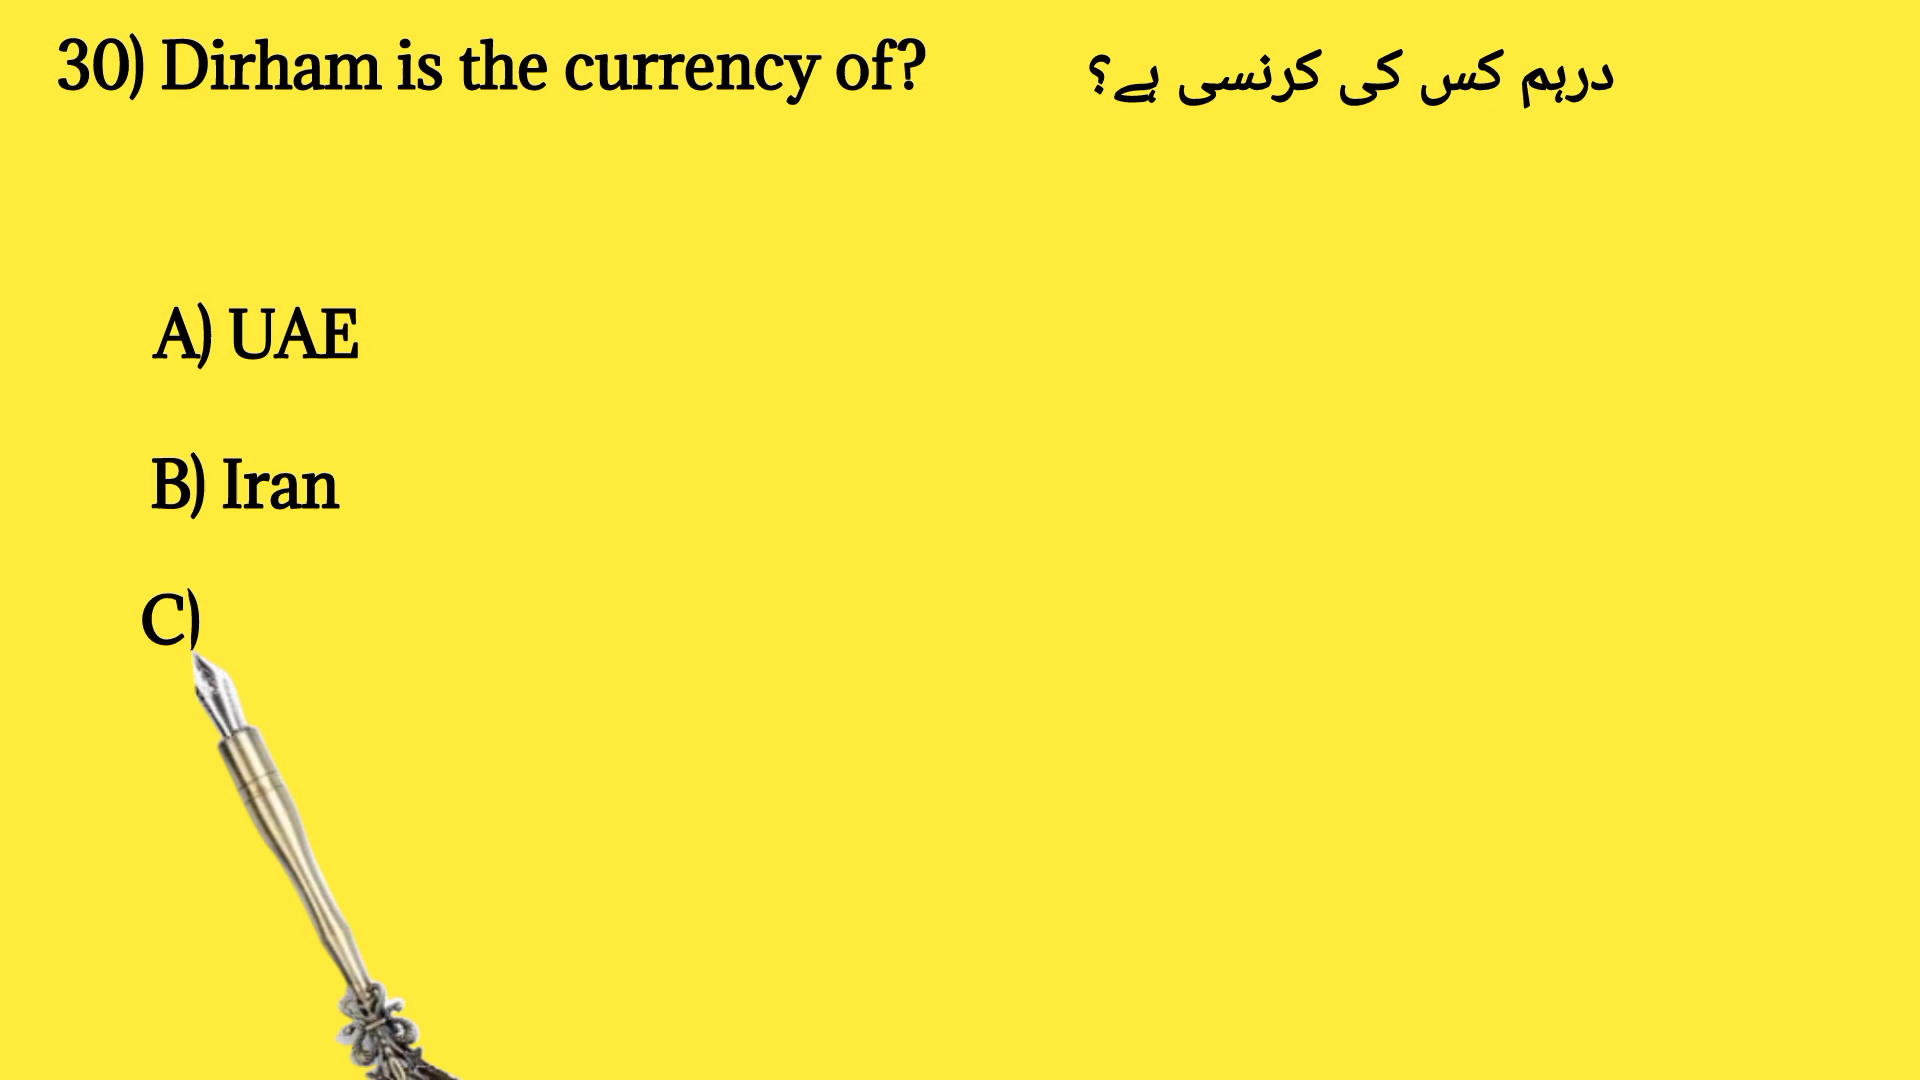 30) Dirham is the currency of?
درہم کس کی کرنسی ہے؟
A) UAE
B) Iran
C)